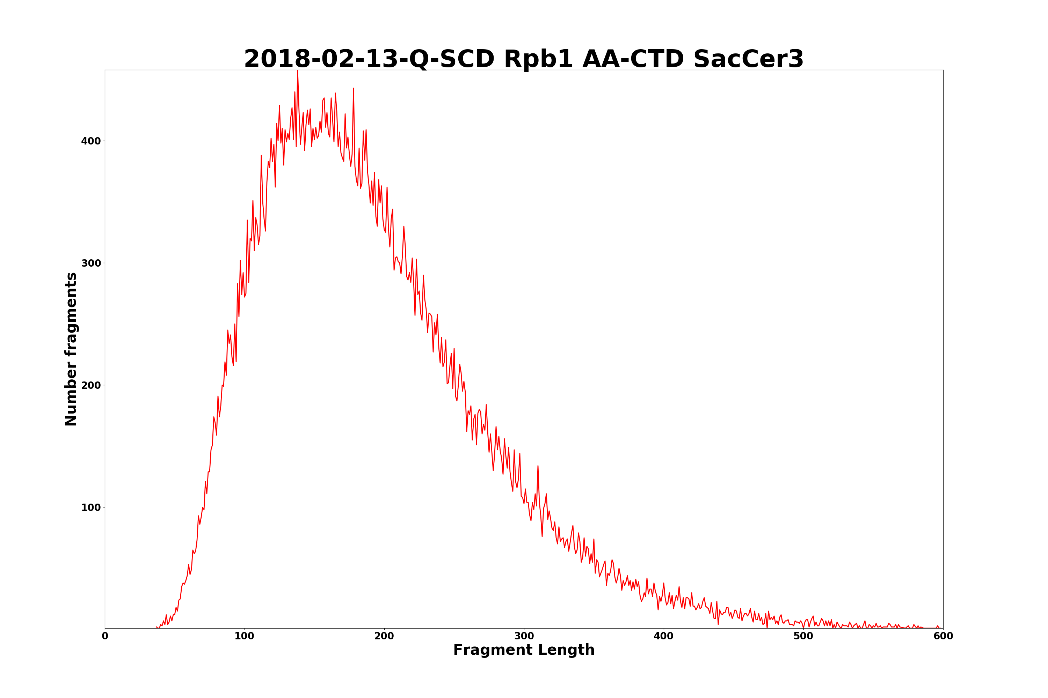 2018-02-13-Q-SCD Rpb1 AA-CTD SacCer3
Number fragments
400
300
200
100
0 100 200 300 400 500 600
Fragment Length